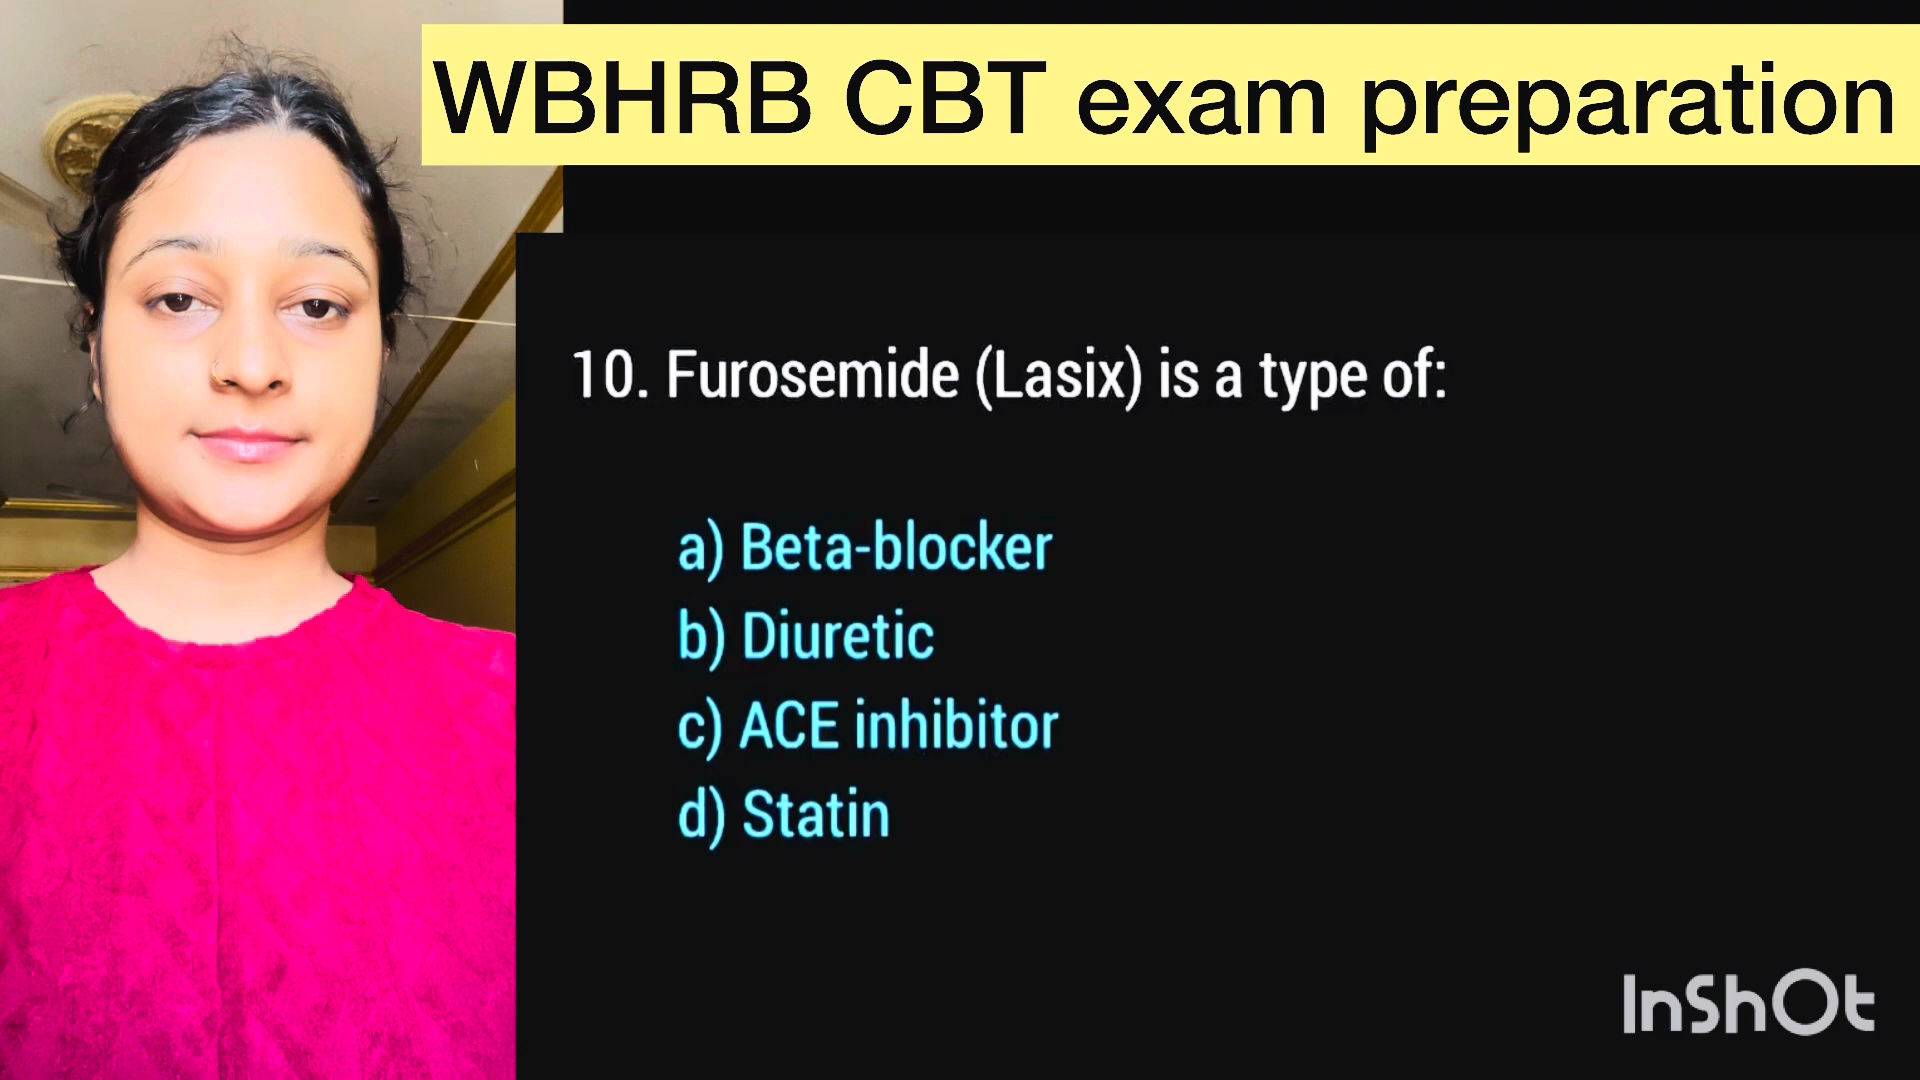 WBHRB CBT exam preparation
10. Furosemide (Lasix) is a type of:
a) Beta-blocker
b) Diuretic
c) ACE inhibitor
d) Statin
InShOt